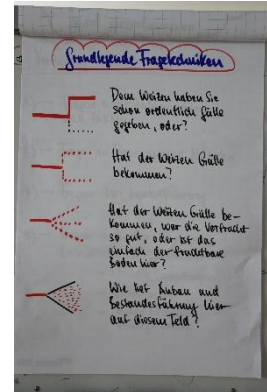 Grundlegende Fragetechniken
Dem Weizen haben Sie
schon ordentlich Gülle
gegeben, oder?
Hat der Weizen Gülle
bekommen?
Hat der Weizen Gülle be-
kommen, war die Vorfrucht
so gut, oder ist das
einfach der fruchtbare
Boden hier?
Wie lief Anbau und
Bestandesführung hier
auf diesem Feld?